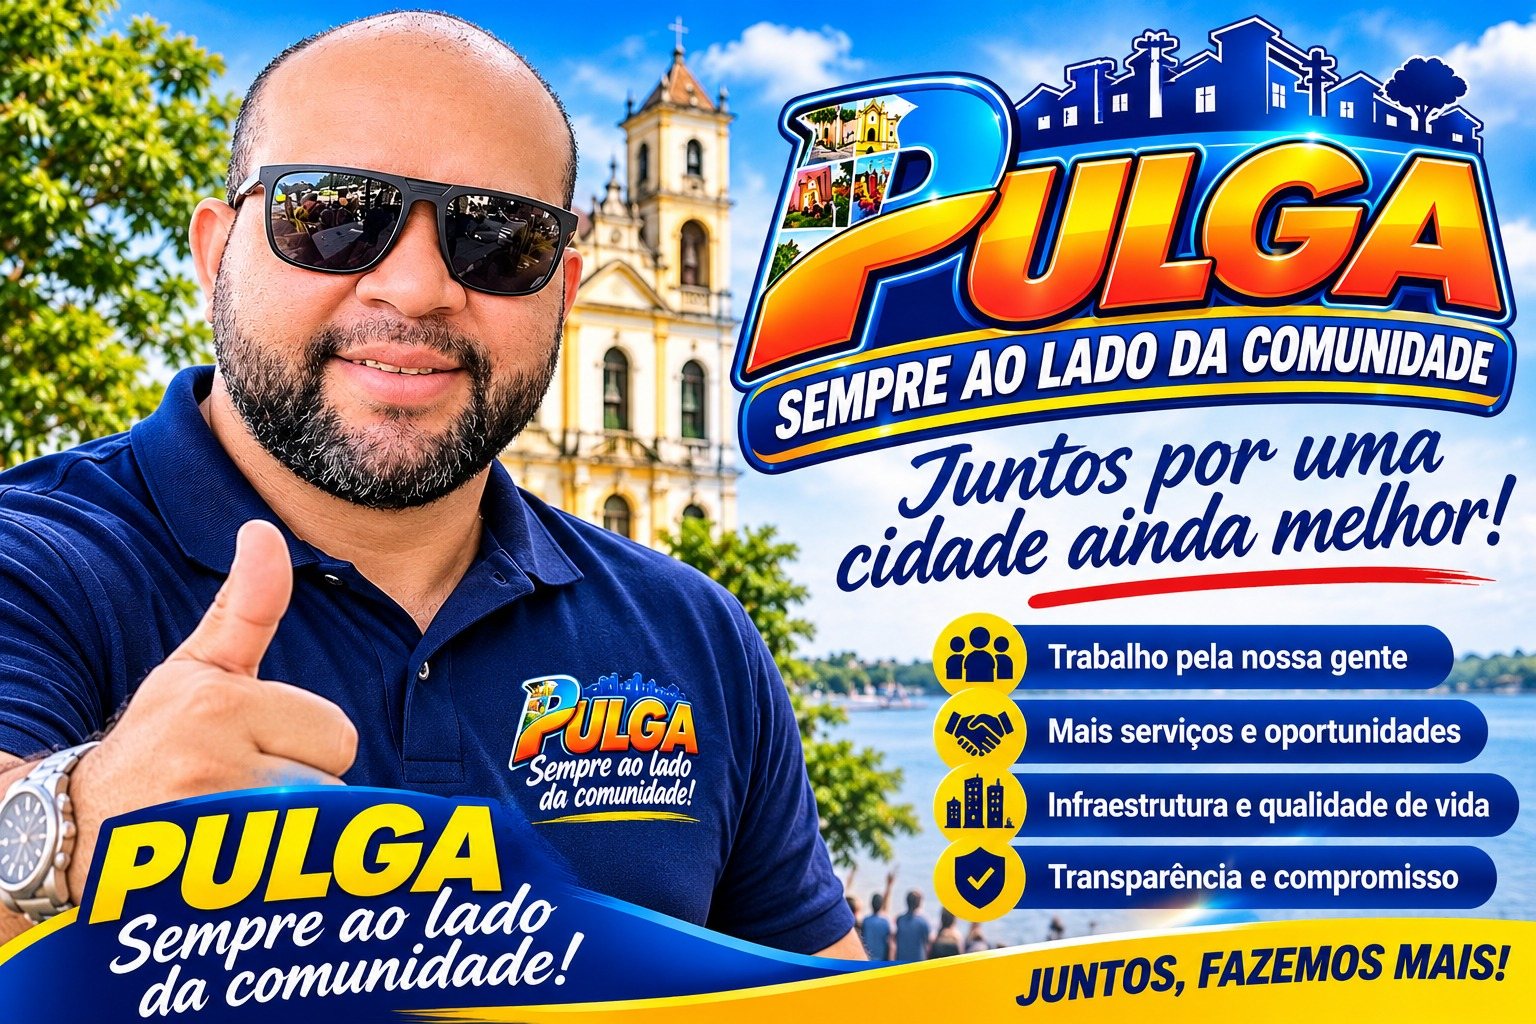 PULGA
SEMPRE AO LADO DA COMUNIDADE
Juntos por uma
cidade ainda melhor!
Trabalho pela nossa gente
Mais serviços e oportunidades
Infraestrutura e qualidade de vida
Transparência e compromisso
JUNTOS, FAZEMOS MAIS!
PULGA
Sempre ao lado
da comunidade!
PULGA
Sempre ao lado
da comunidade!